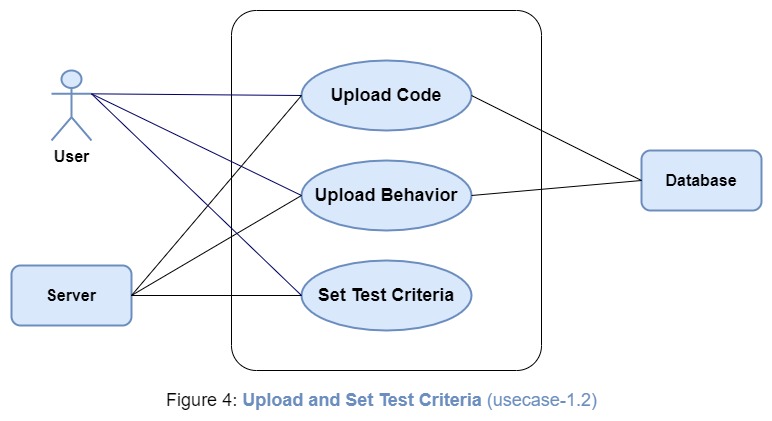 Upload Code
User
Upload Behavior
Database
Server
Set Test Criteria
Figure 4: Upload and Set Test Criteria (usecase-1.2)